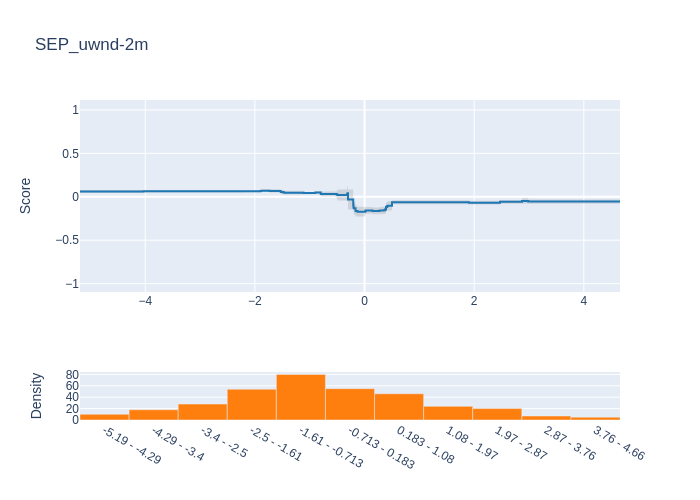 SEP_uwnd-2m
Score
1
0.5
0
−0.5
−1
−4
−2
0
2
4
Density
80
60
40
20
0
-5.19 - -4.29
-4.29 - -3.4
-3.4 - -2.5
-2.5 - -1.61
-1.61 - -0.713
-0.713 - 0.183
0.183 - 1.08
1.08 - 1.97
1.97 - 2.87
2.87 - 3.76
3.76 - 4.66